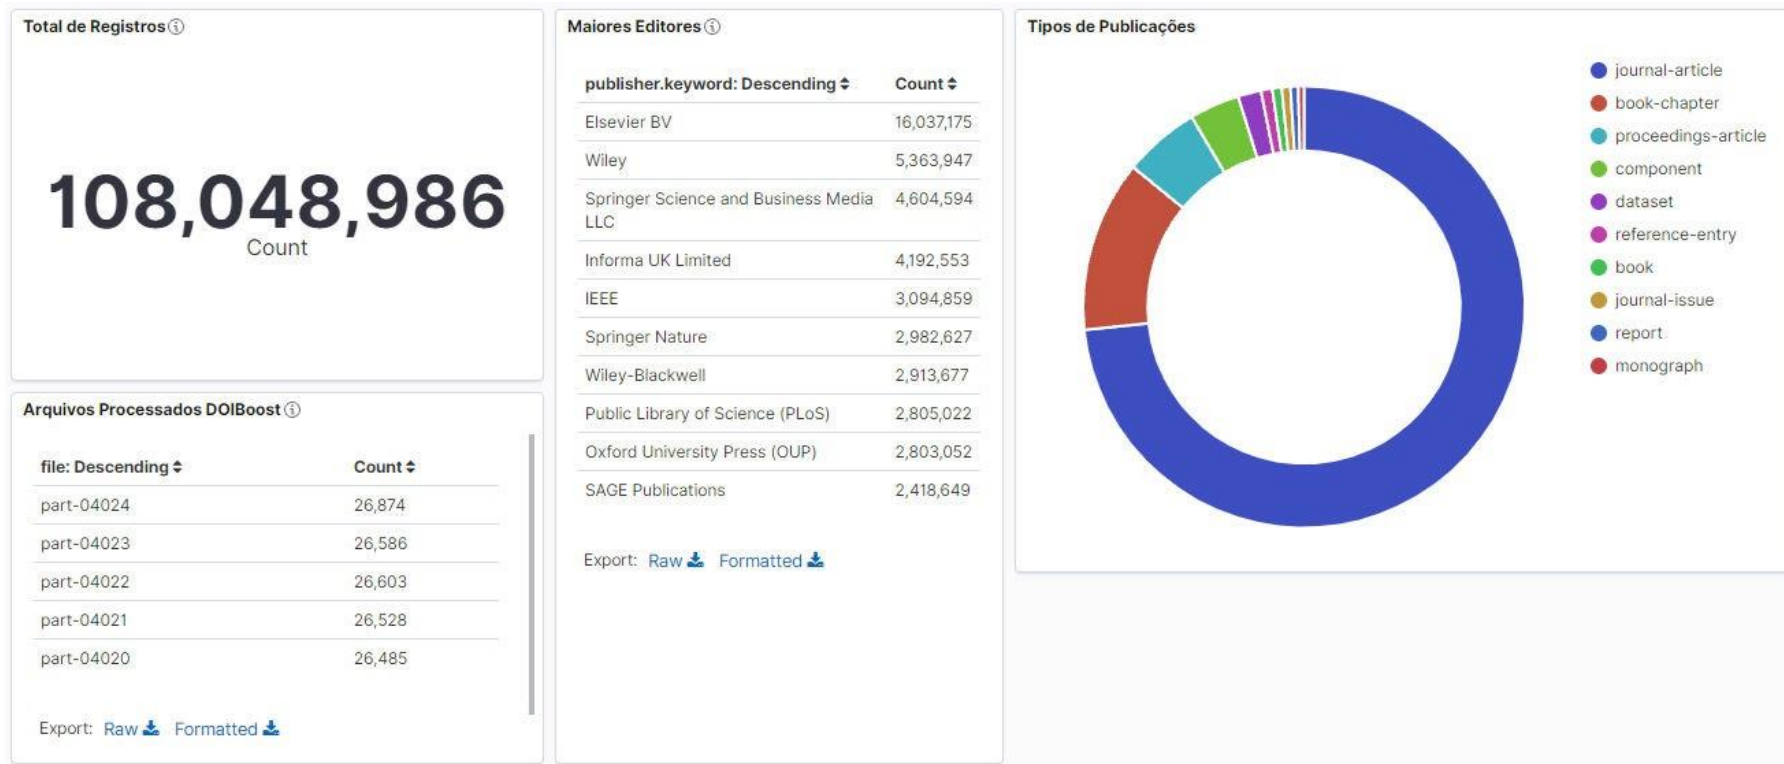 Total de Registros
108,048,986
Count
Arquivos Processados DOIBoost
file: Descending Count
part-04024 26,874
part-04023 26,586
part-04022 26,603
part-04021 26,528
part-04020 26,485
Export: Raw Formatted
Maiores Editores
publisher.keyword: Descending Count
Elsevier BV 16,037,175
Wiley 5,363,947
Springer Science and Business Media 4,604,594
LLC
Informa UK Limited 4,192,553
IEEE 3,094,859
Springer Nature 2,982,627
Wiley-Blackwell 2,913,677
Public Library of Science (PLoS) 2,805,022
Oxford University Press (OUP) 2,803,052
SAGE Publications 2,418,649
Export: Raw Formatted
Tipos de Publicações
journal-article
book-chapter
proceedings-article
component
dataset
reference-entry
book
journal-issue
report
monograph